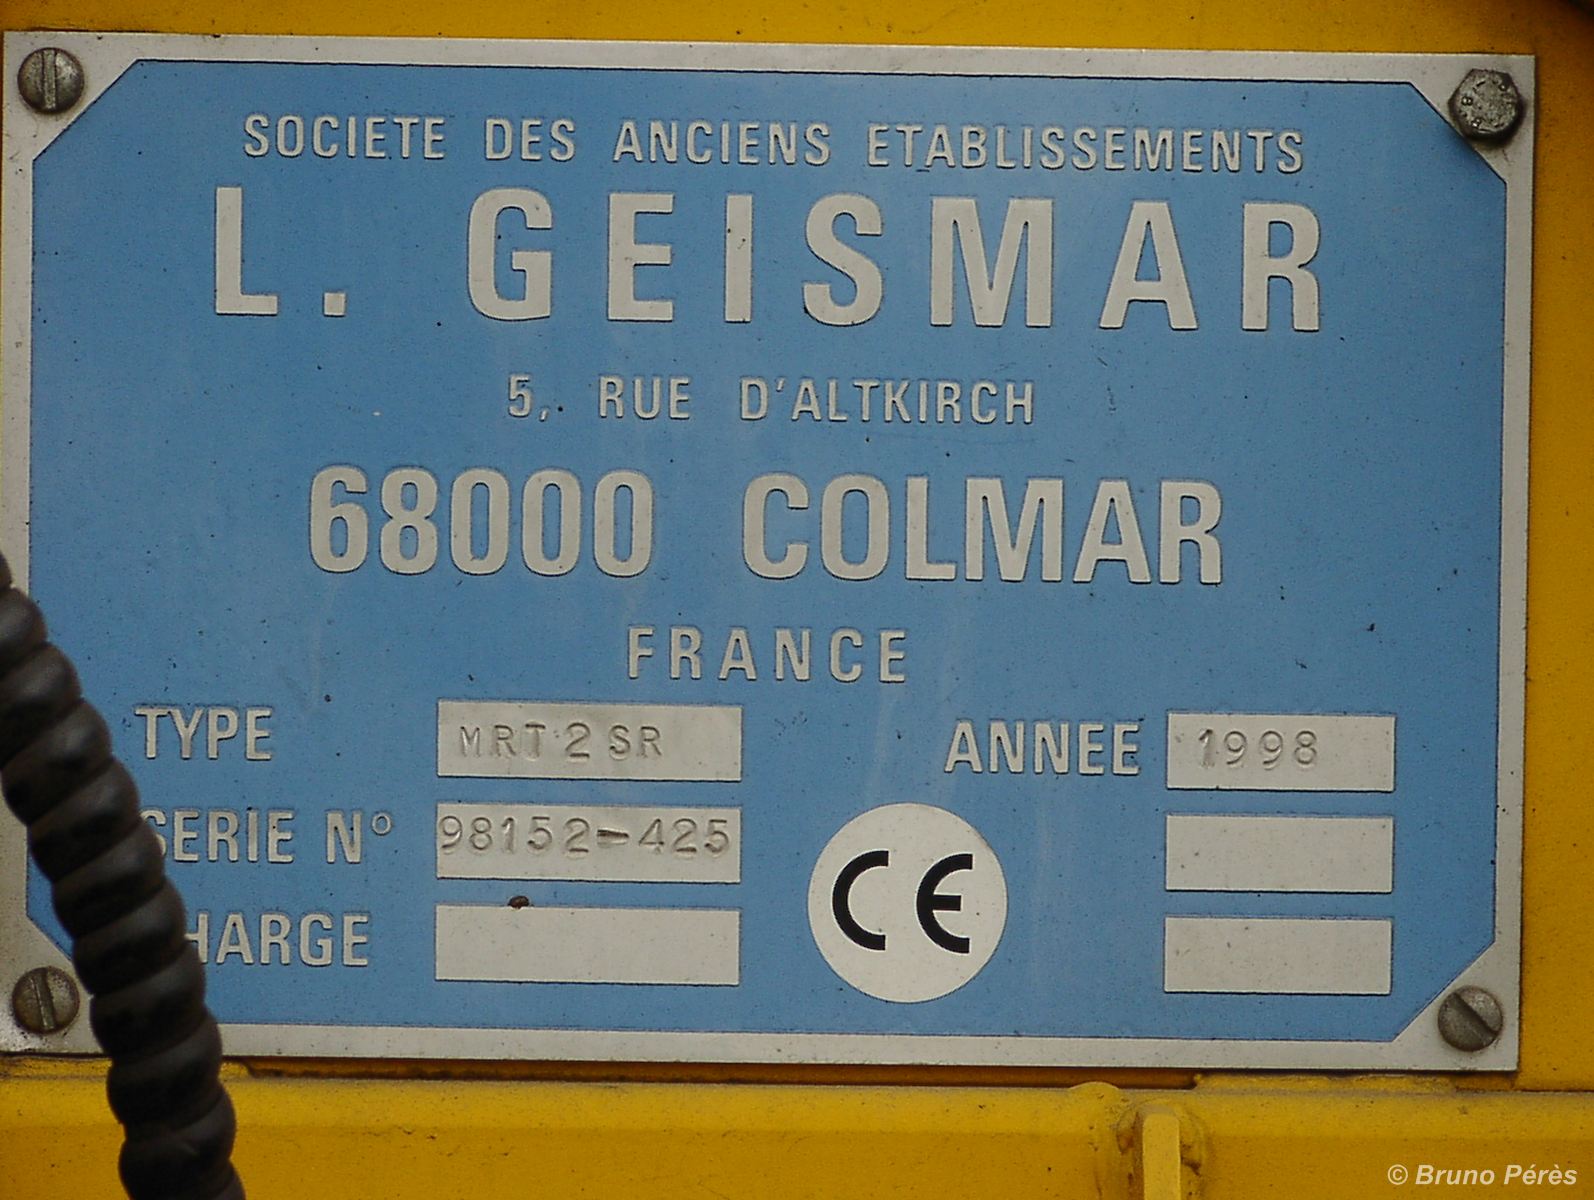 SOCIETE DES ANCIENS ETABLISSEMENTS
L. GEISMAR
5, RUE D'ALTKIRCH
68000 COLMAR
FRANCE
TYPE MRT 2 SR ANNEE 1998
SERIE N° 98152-425
CE
HARGE
© Bruno Pérès